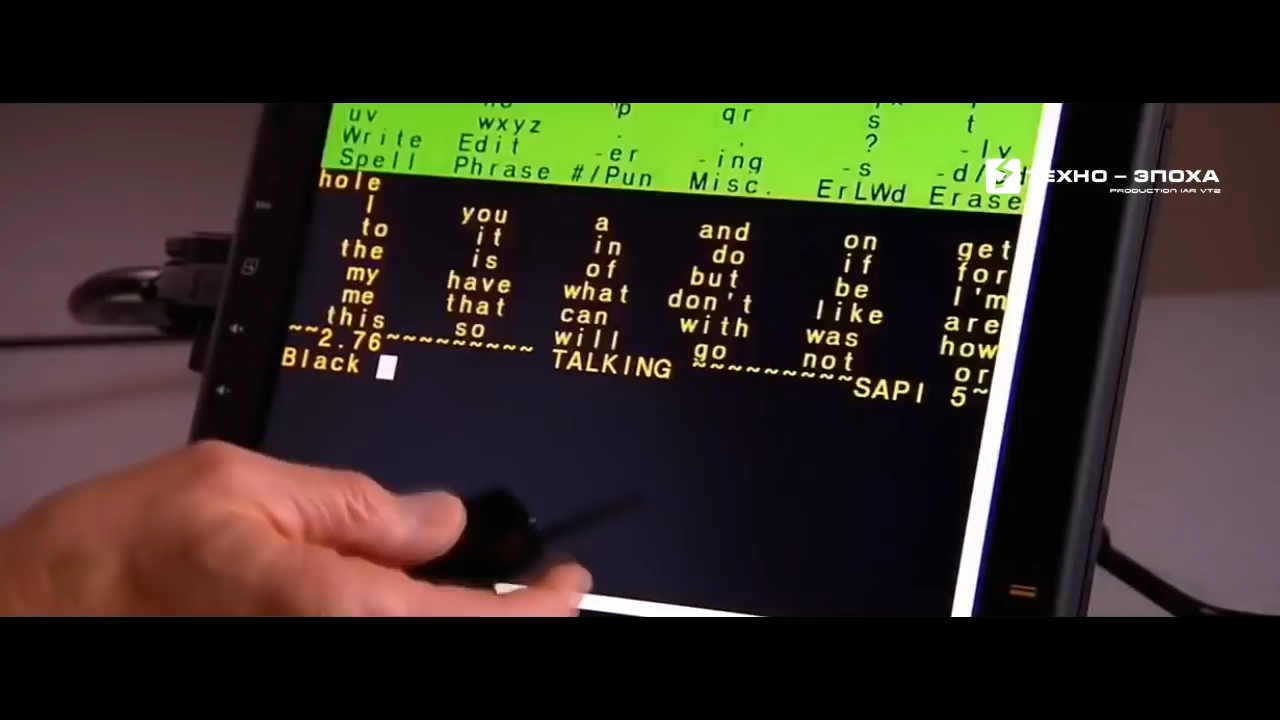 uv wxyz qr s t
Write Edit . , ? -ly
Spell Phrase -er -ing -s
#/Pun Misc. ErLWd Erase
hole
I you a and on get
to it in do if for
the is of but be I'm
my have what don't like are
me that can with was how
this so will go not or
~~2.76~~~~~~~~~ TALKING ~~~~~~~~~SAPI 5~
Black
ТЕХНО – ЭПОХА
PRODUCTION IAR VT2